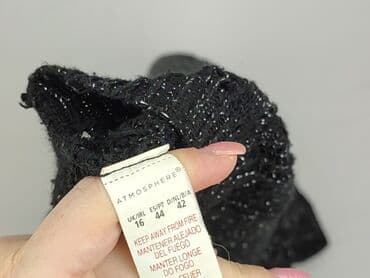 ATMOSPHERE®
UK/IRL ES/PT D/NL/B/A
16 44 42
KEEP AWAY FROM FIRE
MANTENER ALEJADO
DEL FUEGO
MANTER LONGE
DO FOGO